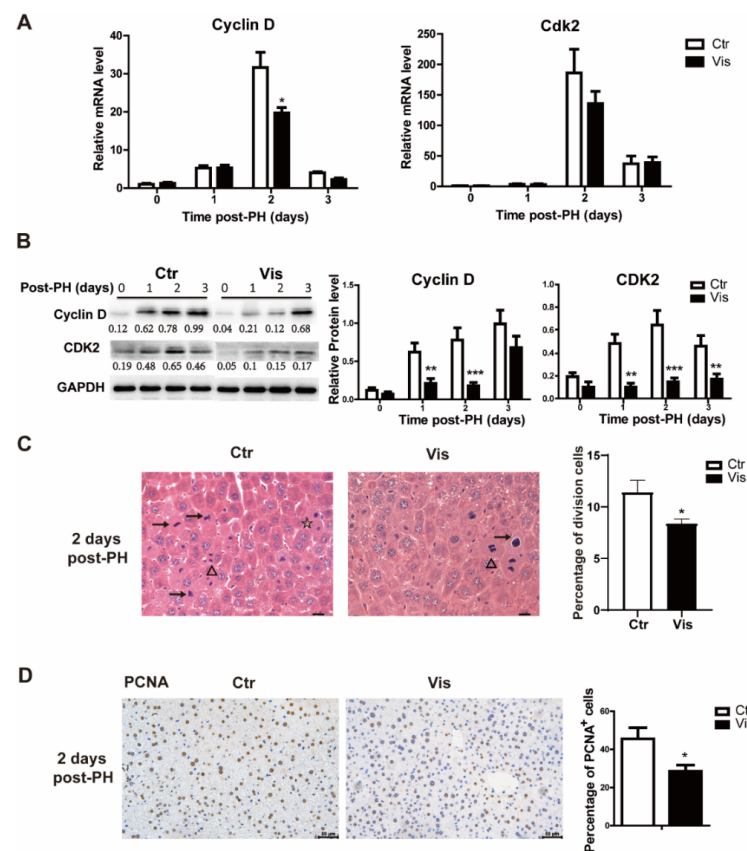 A
Cyclin D
Relative mRNA level
40
30
20
10
0
*
0 1 2 3
Time post-PH (days)
Cdk2
Relative mRNA level
250
200
150
100
50
0
0 1 2 3
Time post-PH (days)
Ctr
Vis
B
Ctr Vis
Post-PH (days) 0 1 2 3 0 1 2 3
Cyclin D
0.12 0.62 0.78 0.99 0.04 0.21 0.12 0.68
CDK2
0.19 0.48 0.65 0.46 0.05 0.1 0.15 0.17
GAPDH
Cyclin D
Relative Protein level
1.5
1.0
0.5
0.0
** ***
0 1 2 3
Time post-PH (days)
CDK2
0.8
0.6
0.4
0.2
0.0
** *** **
0 1 2 3
Time post-PH (days)
Ctr
Vis
C
Ctr Vis
2 days
post-PH
Percentage of division cells
15
10
5
0
*
Ctr Vis
Ctr
Vis
D
PCNA Ctr Vis
2 days
post-PH
Percentage of PCNA+ cells
60
40
20
0
*
Ct
Vis